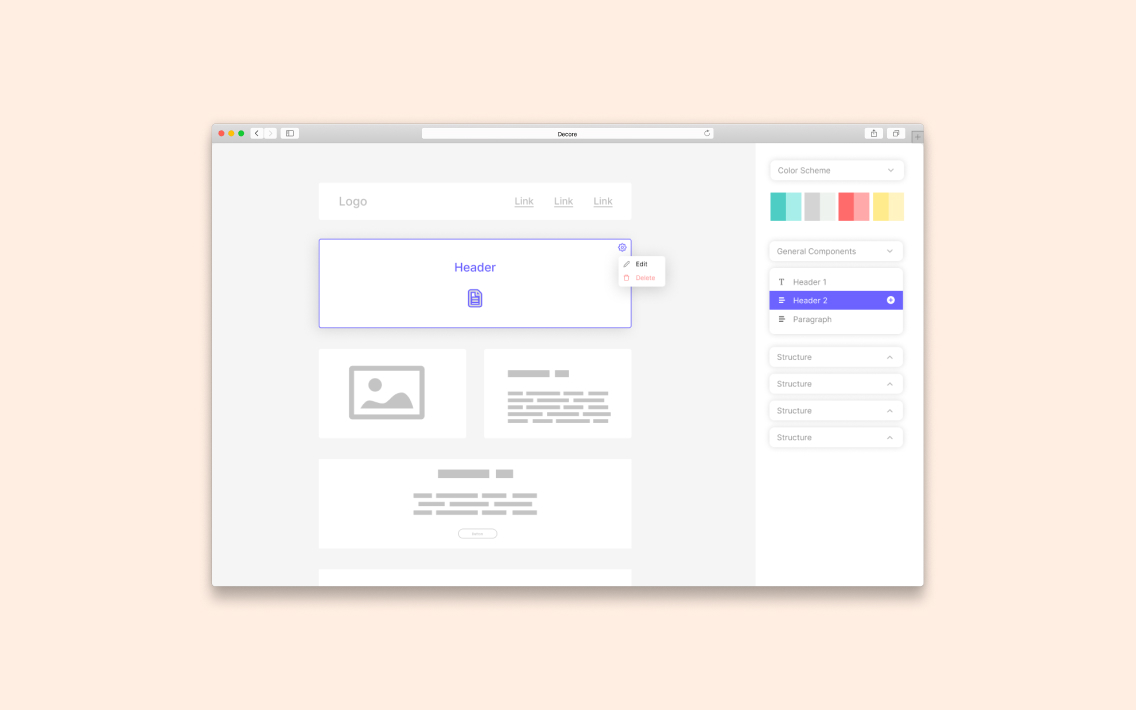 Decore
Logo
Link Link Link
Header
Edit
Delete
Color Scheme
General Components
Header 1
Header 2
Paragraph
Structure
Structure
Structure
Structure